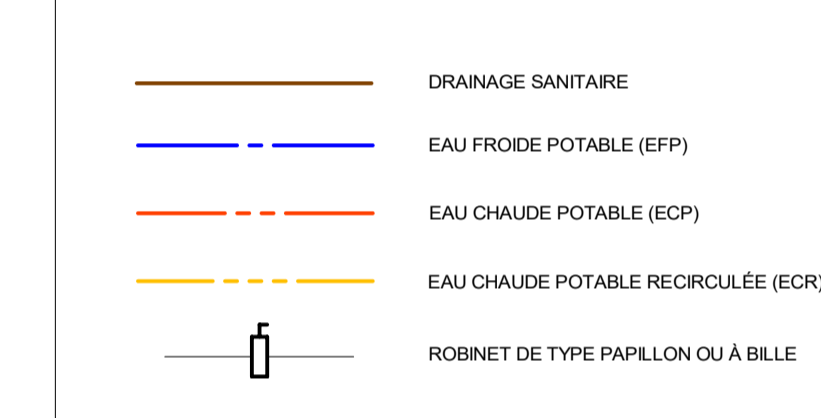 DRAINAGE SANITAIRE
EAU FROIDE POTABLE (EFP)
EAU CHAUDE POTABLE (ECP)
EAU CHAUDE POTABLE RECIRCULÉE (ECR)
ROBINET DE TYPE PAPILLON OU À BILLE